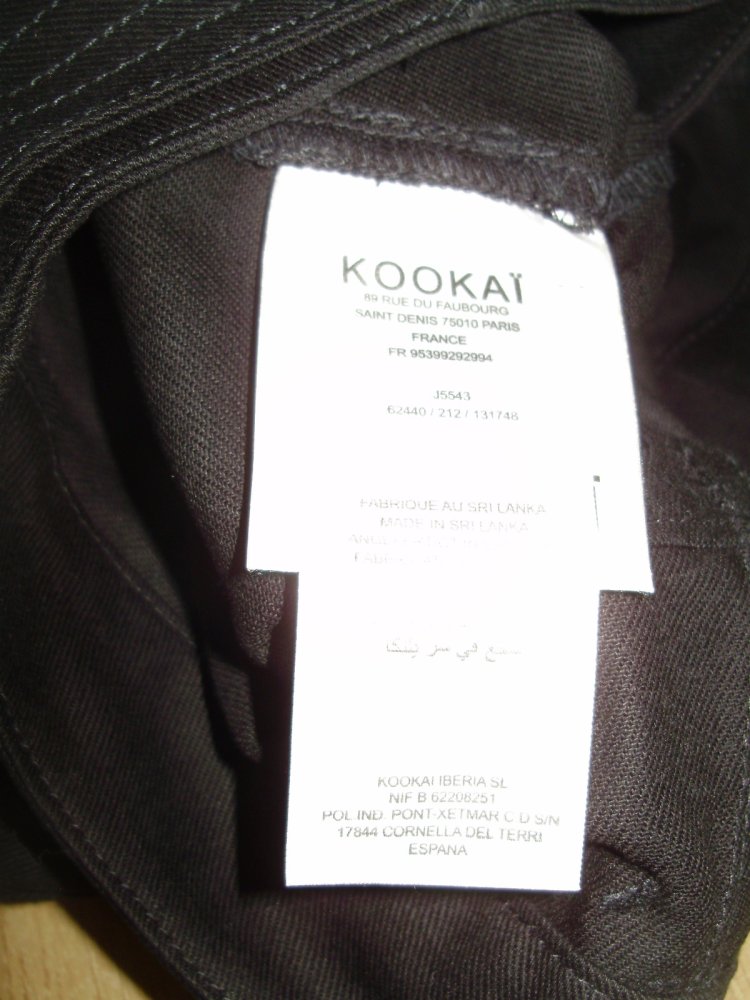 KOOKAÏ
89 RUE DU FAUBOURG
SAINT DENIS 75010 PARIS
FRANCE
FR 95399292994
J5543
62440 / 212 / 131748
FABRIQUE AU SRI LANKA
MADE IN SRI LANKA
في سر
KOOKAI IBERIA SL
NIF B 62208251
POL IND. PONT-XETMAR C D S/N
17844 CORNELLA DEL TERRI
ESPANA